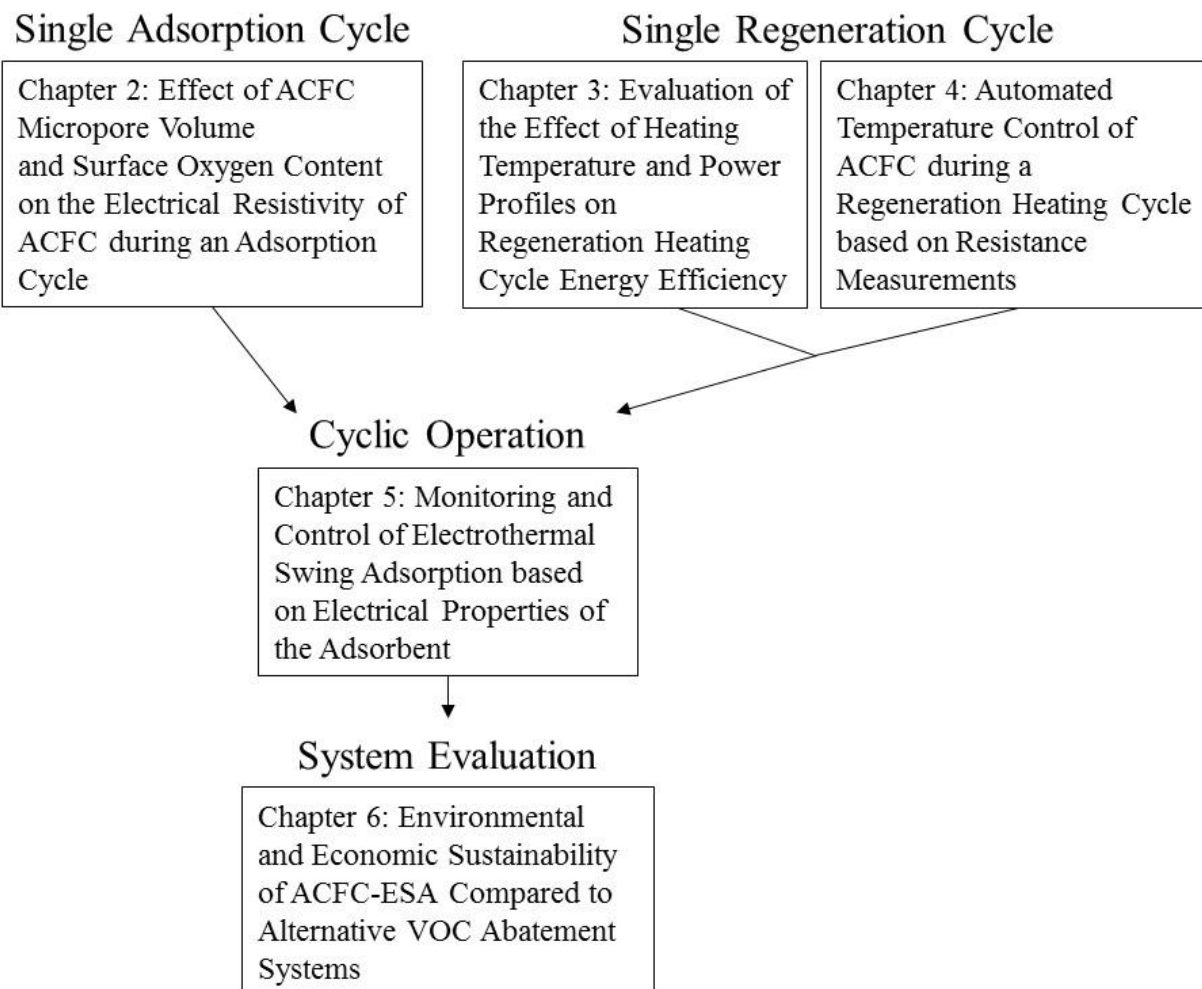 Single Adsorption Cycle
Chapter 2: Effect of ACFC
Micropore Volume
and Surface Oxygen Content
on the Electrical Resistivity of
ACFC during an Adsorption
Cycle
Single Regeneration Cycle
Chapter 3: Evaluation of
the Effect of Heating
Temperature and Power
Profiles on
Regeneration Heating
Cycle Energy Efficiency
Chapter 4: Automated
Temperature Control of
ACFC during a
Regeneration Heating Cycle
based on Resistance
Measurements
Cyclic Operation
Chapter 5: Monitoring and
Control of Electrothermal
Swing Adsorption based
on Electrical Properties of
the Adsorbent
System Evaluation
Chapter 6: Environmental
and Economic Sustainability
of ACFC-ESA Compared to
Alternative VOC Abatement
Systems